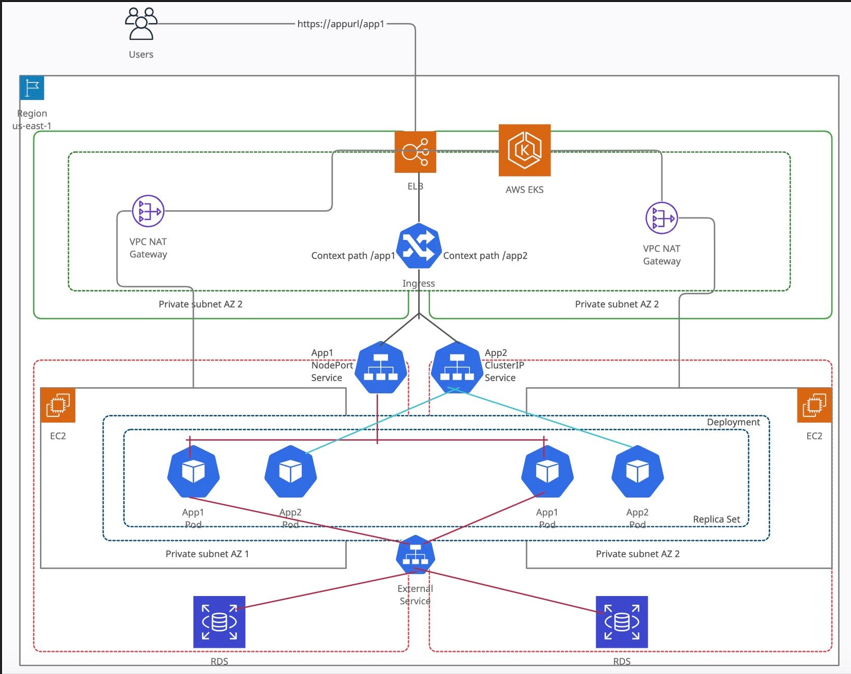 https://appurl/app1
Users
Region
us-east-1
ELB
AWS EKS
VPC NAT
Gateway
VPC NAT
Gateway
Context path /app1
Context path /app2
Ingress
Private subnet AZ 2
Private subnet AZ 2
App1
NodePort
Service
App2
ClusterIP
Service
EC2
EC2
Deployment
App1
Pod
App2
Pod
App1
Pod
App2
Pod
Replica Set
Private subnet AZ 1
Private subnet AZ 2
External
Service
RDS
RDS